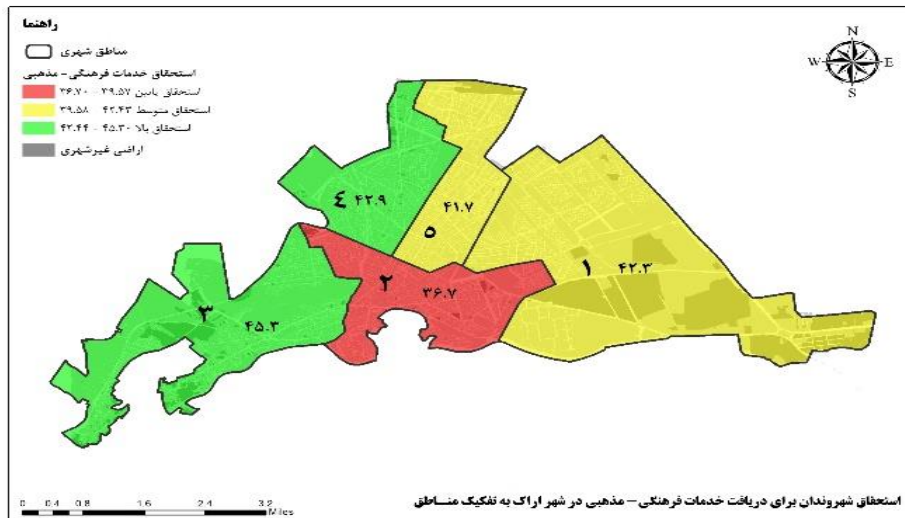 راهنما
مناطق شهری
استحقاق خدمات فرهنگی - مذهبی
استحقاق پایین ۳۹.۵۷ - ۳۶.۷۰
استحقاق متوسط ۴۲.۴۳ - ۳۹.۵۸
استحقاق بالا ۴۵.۳۰ - ۴۲.۴۴
اراضی غیرشهری
N
W E
S
۴ ۴۲.۹
۴۱.۷
۵
۱ ۴۲.۳
۲ ۳۶.۷
۳ ۴۵.۳
0 0.4 0.8 1.6 2.4 3.2
Miles
استحقاق شهروندان برای دریافت خدمات فرهنگی – مذهبی در شهر اراک به تفکیک منــاطق